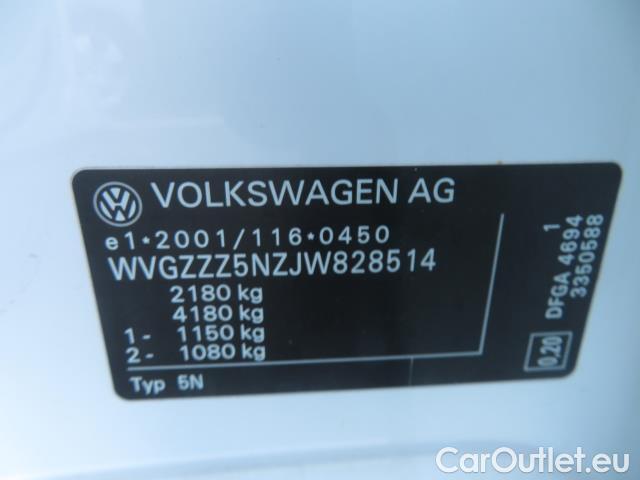 VOLKSWAGEN AG
e1*2001/116*0450
WVGZZZ5NZJW828514
2180 kg
4180 kg
1- 1150 kg
2- 1080 kg
Typ 5N
DFGA 4694 1
3350588
0,20
CarOutlet.eu